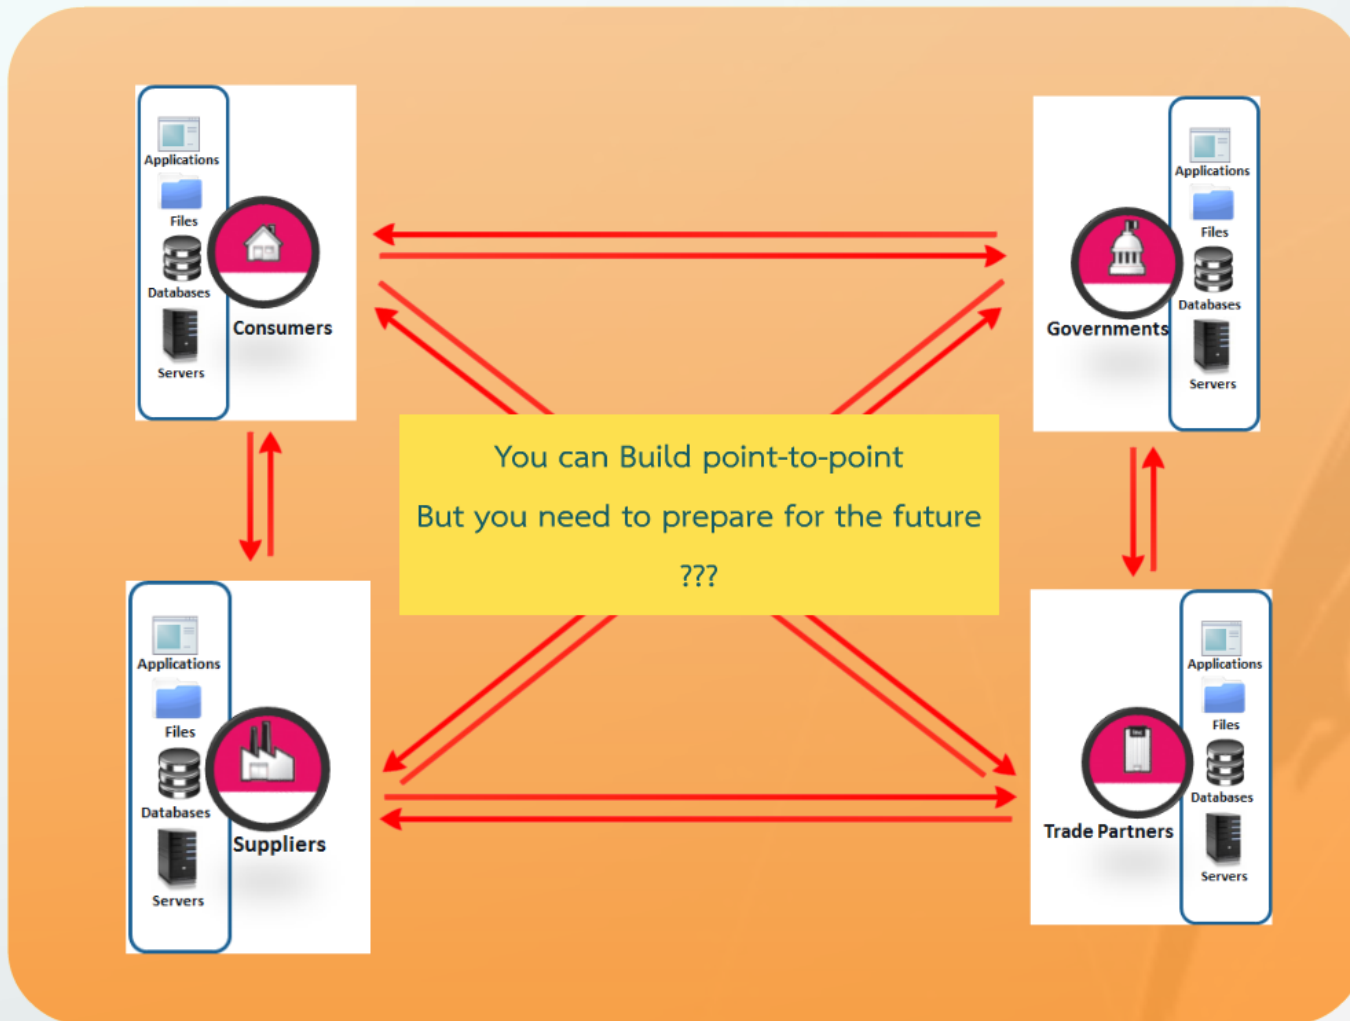 Applications
Files
Databases
Servers
Consumers
Applications
Files
Databases
Servers
Governments
You can Build point-to-point
But you need to prepare for the future
???
Applications
Files
Databases
Servers
Suppliers
Applications
Files
Databases
Servers
Trade Partners